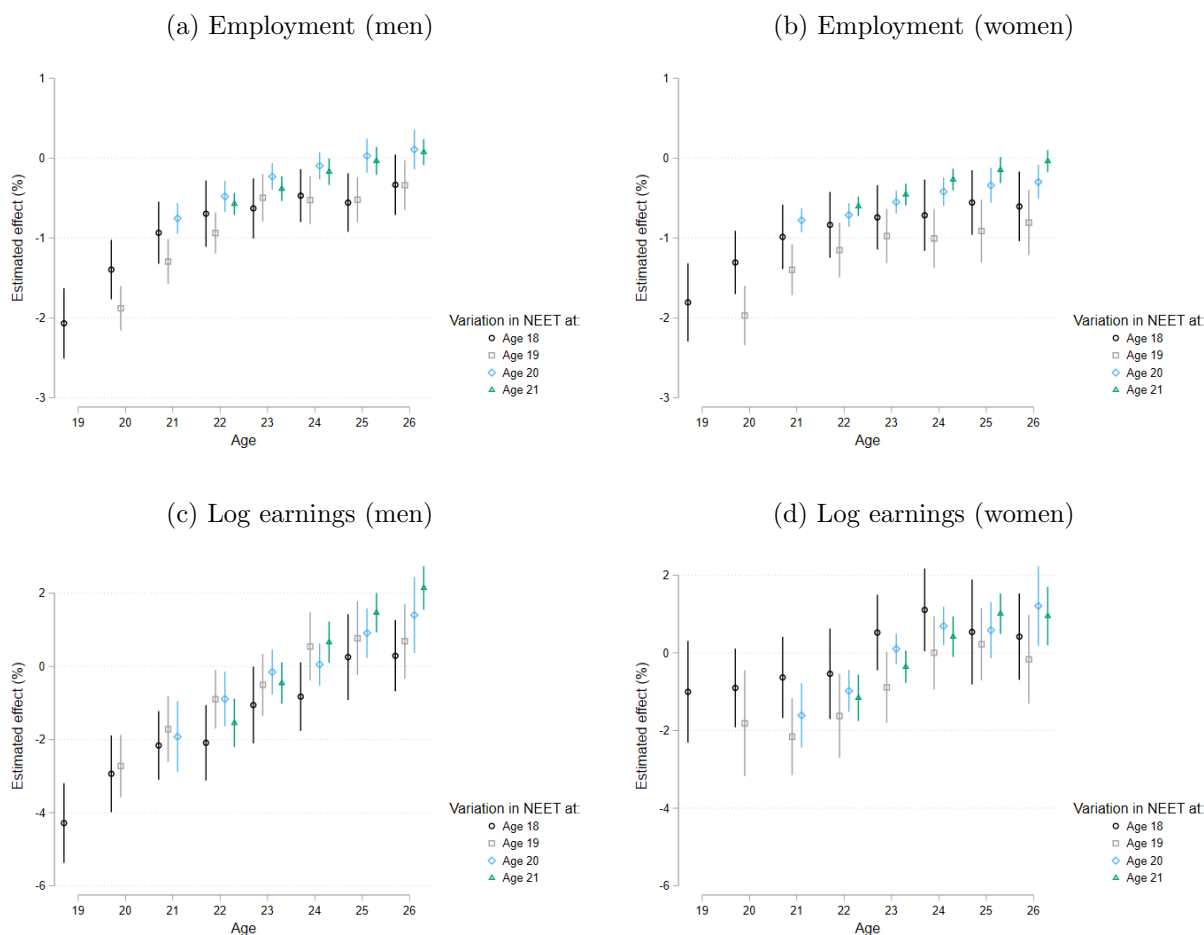 (a) Employment (men)
1
0
-1
-2
-3
Estimated effect (%)
19 20 21 22 23 24 25 26
Age
Variation in NEET at:
Age 18
Age 19
Age 20
Age 21
(b) Employment (women)
1
0
-1
-2
-3
Estimated effect (%)
19 20 21 22 23 24 25 26
Age
Variation in NEET at:
Age 18
Age 19
Age 20
Age 21
(c) Log earnings (men)
2
0
-2
-4
-6
Estimated effect (%)
19 20 21 22 23 24 25 26
Age
Variation in NEET at:
Age 18
Age 19
Age 20
Age 21
(d) Log earnings (women)
2
0
-2
-4
-6
Estimated effect (%)
19 20 21 22 23 24 25 26
Age
Variation in NEET at:
Age 18
Age 19
Age 20
Age 21